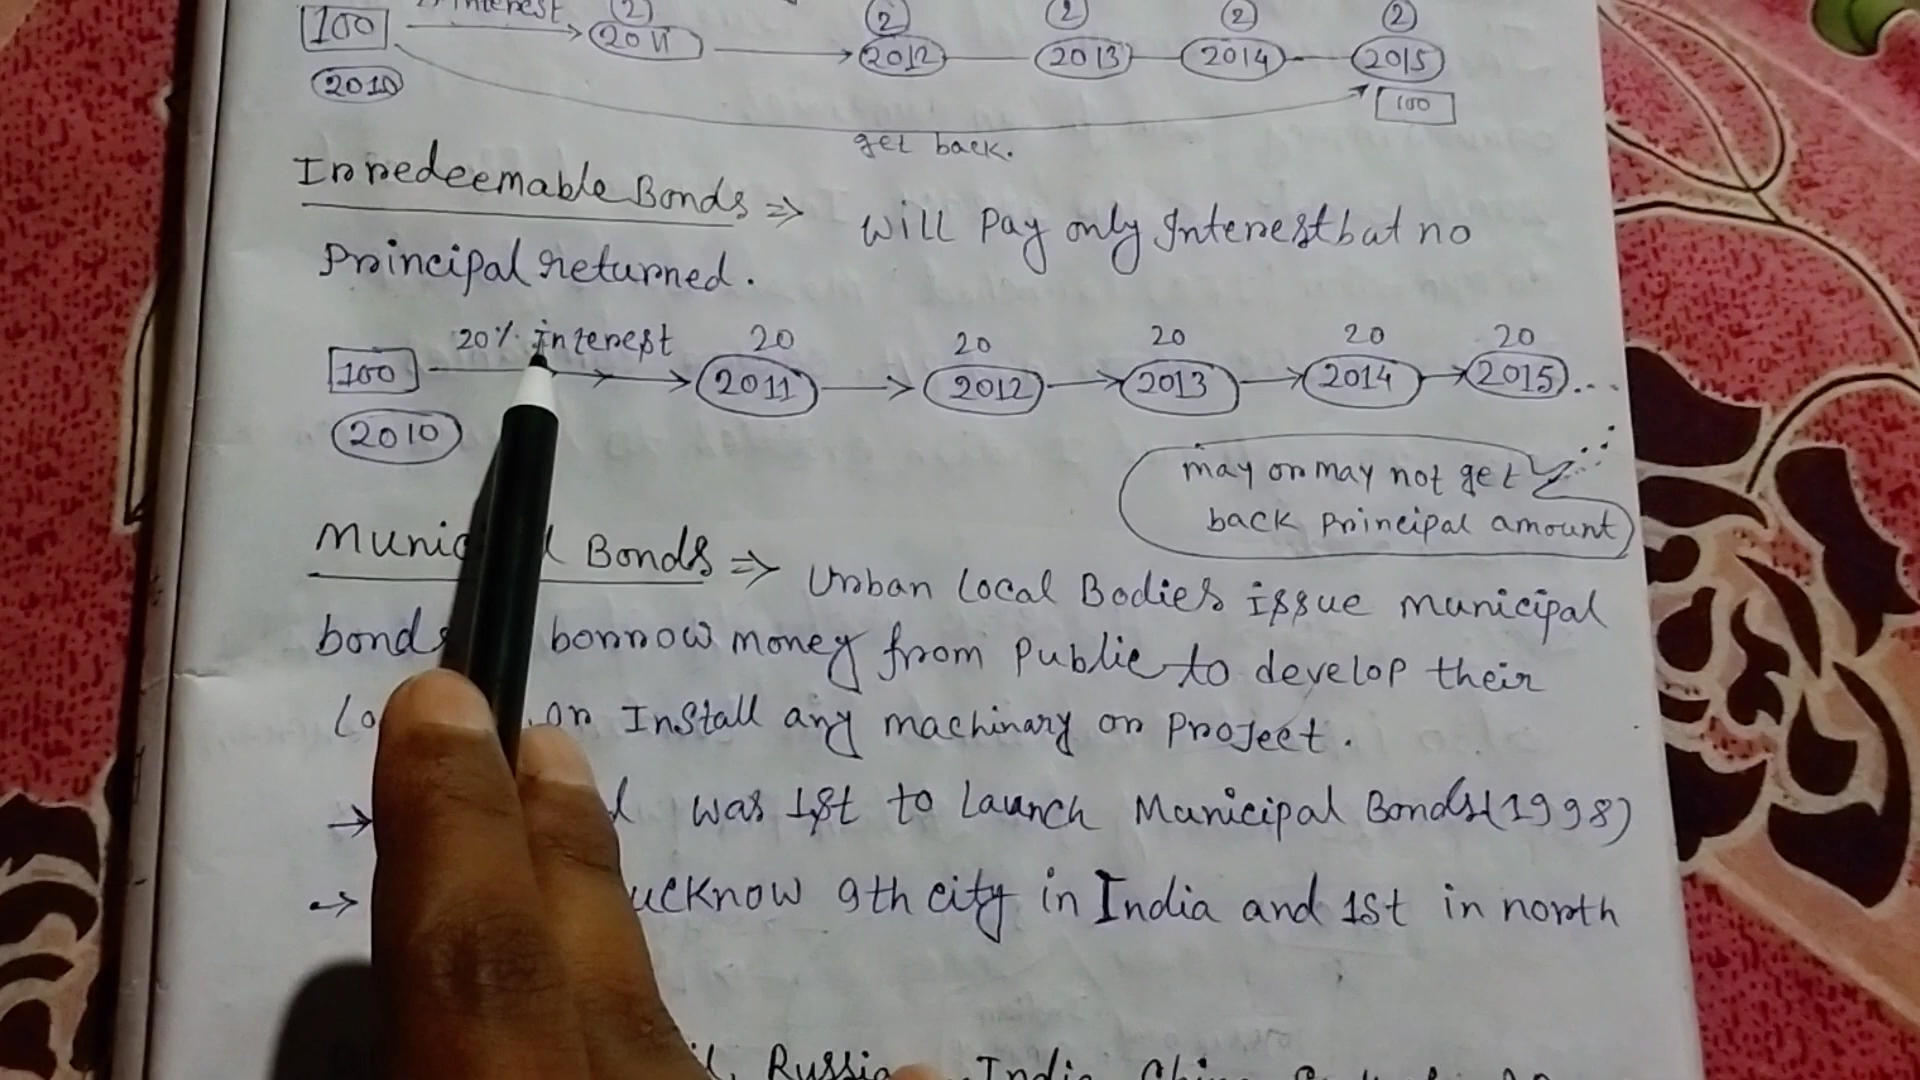 interest ② ② ② ② ②
100 2011 2012 2013 2014 2015
2010 100
get back.
Irredeemable Bonds ⇒ will pay only Interest but no
Principal returned.
20% interest 20 20 20 20 20
100 2011 2012 2013 2014 2015...
2010
may or may not get
back principal amount
Bonds ⇒ Urban Local Bodies issue municipal
borrow money from Public to develop their
or Install any machinary or Project.
→ was 1st to Launch Municipal Bonds (1998)
→ 9th city in India and 1st in north
Russia India